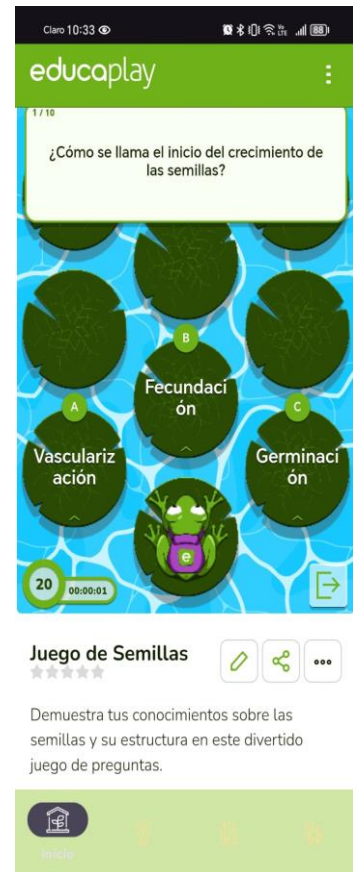 Claro 10:33
Vo
LTE
88
educaplay
1 / 10
¿Cómo se llama el inicio del crecimiento de
las semillas?
B
Fecundaci
ón
A
Vasculariz
ación
C
Germinaci
ón
e
20
00:00:01
Juego de Semillas
Demuestra tus conocimientos sobre las
semillas y su estructura en este divertido
juego de preguntas.
Inicio